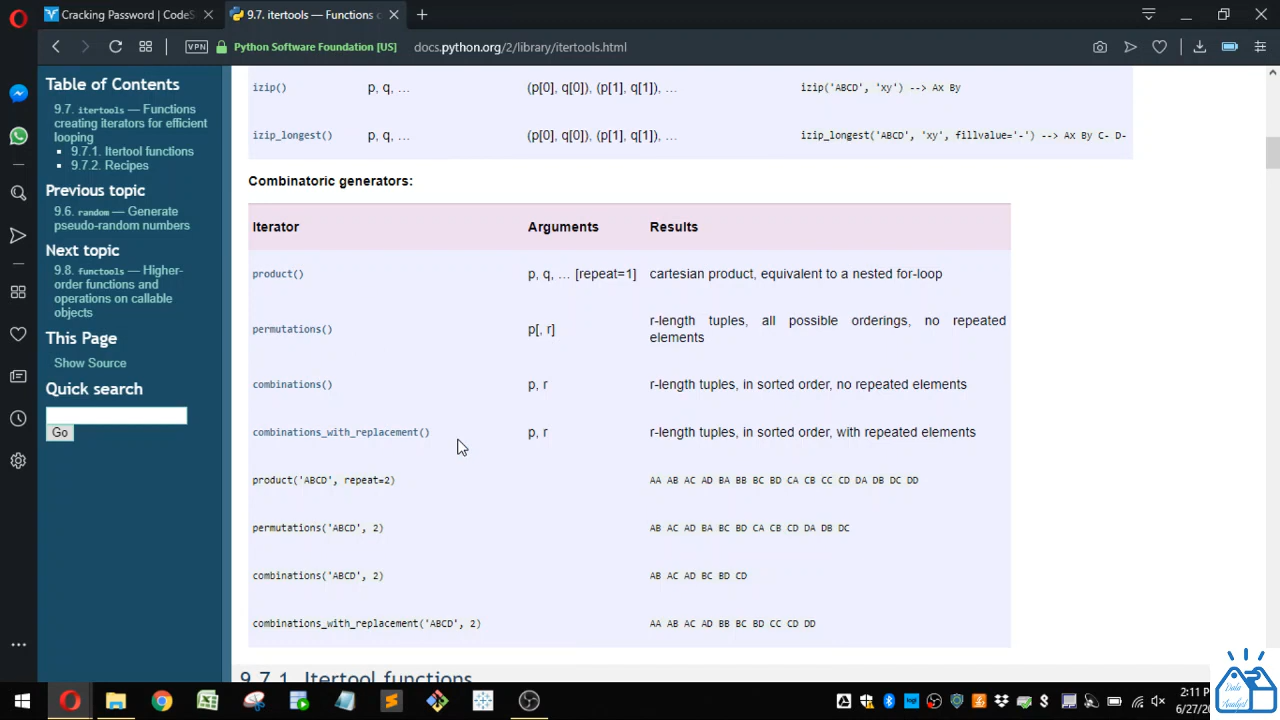 Cracking Password | CodeS
9.7. itertools — Functions c
VPN
Python Software Foundation [US]
docs.python.org/2/library/itertools.html
Table of Contents
9.7. itertools — Functions
creating iterators for efficient
looping
9.7.1. Itertool functions
9.7.2. Recipes
Previous topic
9.6. random — Generate
pseudo-random numbers
Next topic
9.8. functools — Higher-
order functions and
operations on callable
objects
This Page
Show Source
Quick search
Go
izip() p, q, … (p[0], q[0]), (p[1], q[1]), … izip('ABCD', 'xy') --> Ax By
izip_longest() p, q, … (p[0], q[0]), (p[1], q[1]), … izip_longest('ABCD', 'xy', fillvalue='-') --> Ax By C- D-
Combinatoric generators:
Iterator Arguments Results
product() p, q, … [repeat=1] cartesian product, equivalent to a nested for-loop
permutations() p[, r] r-length tuples, all possible orderings, no repeated
elements
combinations() p, r r-length tuples, in sorted order, no repeated elements
combinations_with_replacement() p, r r-length tuples, in sorted order, with repeated elements
product('ABCD', repeat=2) AA AB AC AD BA BB BC BD CA CB CC CD DA DB DC DD
permutations('ABCD', 2) AB AC AD BA BC BD CA CB CD DA DB DC
combinations('ABCD', 2) AB AC AD BC BD CD
combinations_with_replacement('ABCD', 2) AA AB AC AD BB BC BD CC CD DD
9.7.1. Itertool functions
2:11 P
6/27/2
Data
Analyst